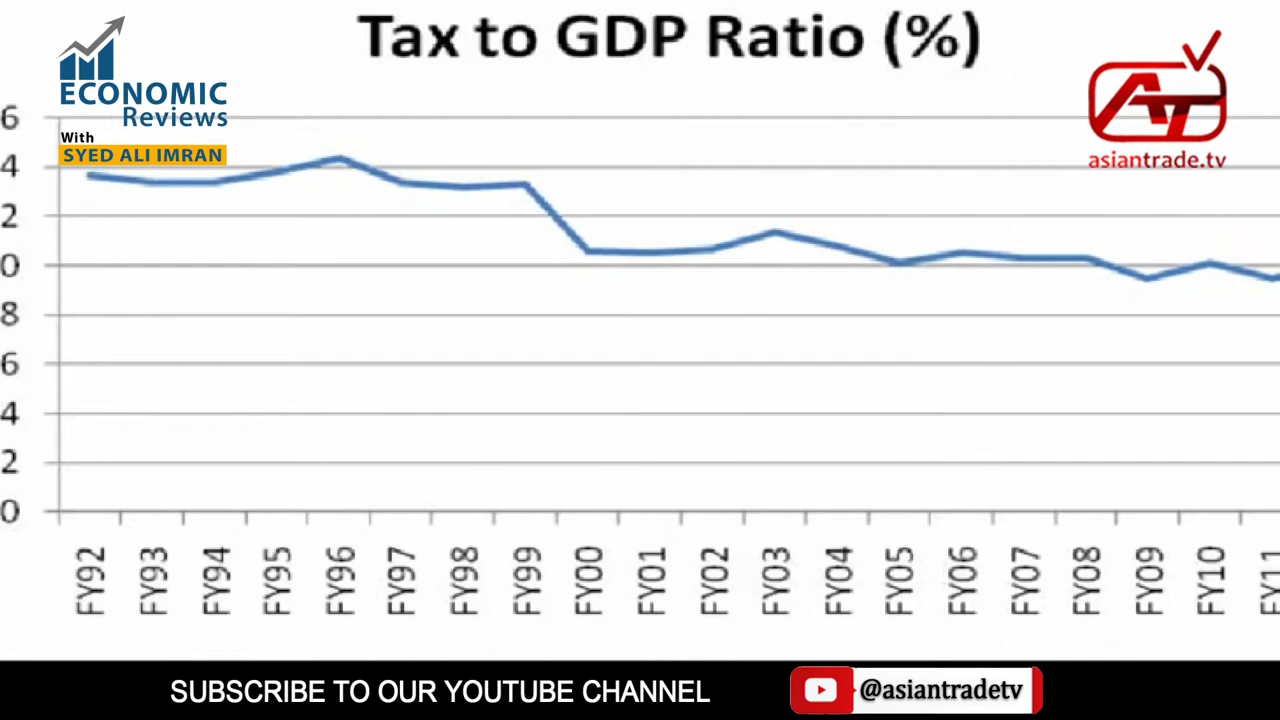 Tax to GDP Ratio (%)
ECONOMIC
Reviews
With
SYED ALI IMRAN
AT
asiantrade.tv
6
4
2
0
8
6
4
2
0
FY92
FY93
FY94
FY95
FY96
FY97
FY98
FY99
FY00
FY01
FY02
FY03
FY04
FY05
FY06
FY07
FY08
FY09
FY10
FY11
SUBSCRIBE TO OUR YOUTUBE CHANNEL
@asiantradetv